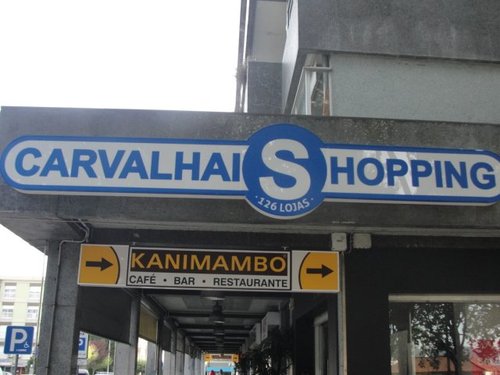 CARVALHAIS SHOPPING
· 126 LOJAS ·
KANIMAMBO
CAFÉ · BAR · RESTAURANTE
P